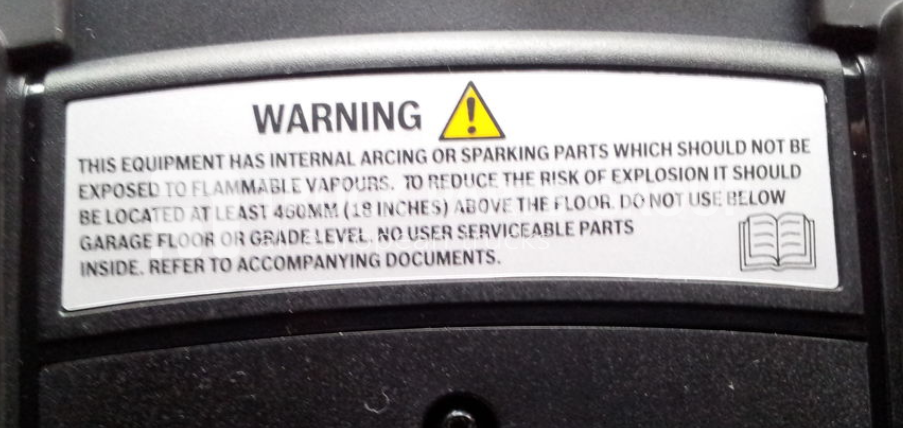 WARNING
THIS EQUIPMENT HAS INTERNAL ARCING OR SPARKING PARTS WHICH SHOULD NOT BE
EXPOSED TO FLAMMABLE VAPOURS. TO REDUCE THE RISK OF EXPLOSION IT SHOULD
BE LOCATED AT LEAST 460MM (18 INCHES) ABOVE THE FLOOR. DO NOT USE BELOW
GARAGE FLOOR OR GRADE LEVEL. NO USER SERVICEABLE PARTS
INSIDE. REFER TO ACCOMPANYING DOCUMENTS.